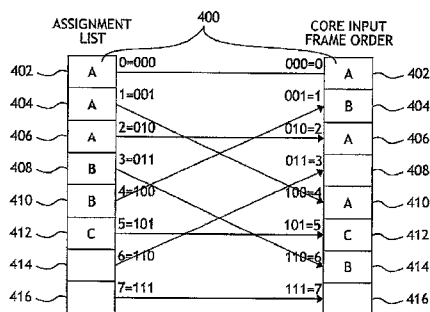 400
ASSIGNMENT LIST
CORE INPUT FRAME ORDER
402 A 0=000 000=0 A 402
404 A 1=001 001=1 B 404
406 A 2=010 010=2 A 406
408 B 3=011 011=3 408
410 B 4=100 100=4 A 410
412 C 5=101 101=5 C 412
414 6=110 110=6 B 414
416 7=111 111=7 416